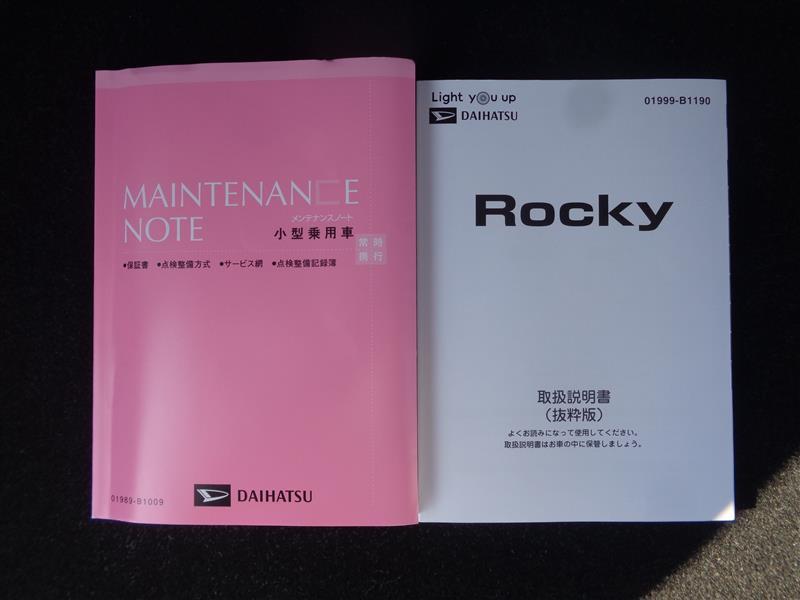 MAINTENANCE
NOTE
メンテナンスノート
小型乗用車
常時
携行
●保証書 ●点検整備方式 ●サービス網 ●点検整備記録簿
01989-B1009
DAIHATSU
Light you up
DAIHATSU
01999-B1190
Rocky
取扱説明書
（抜粋版）
よくお読みになって使用してください。
取扱説明書はお車の中に保管しましょう。